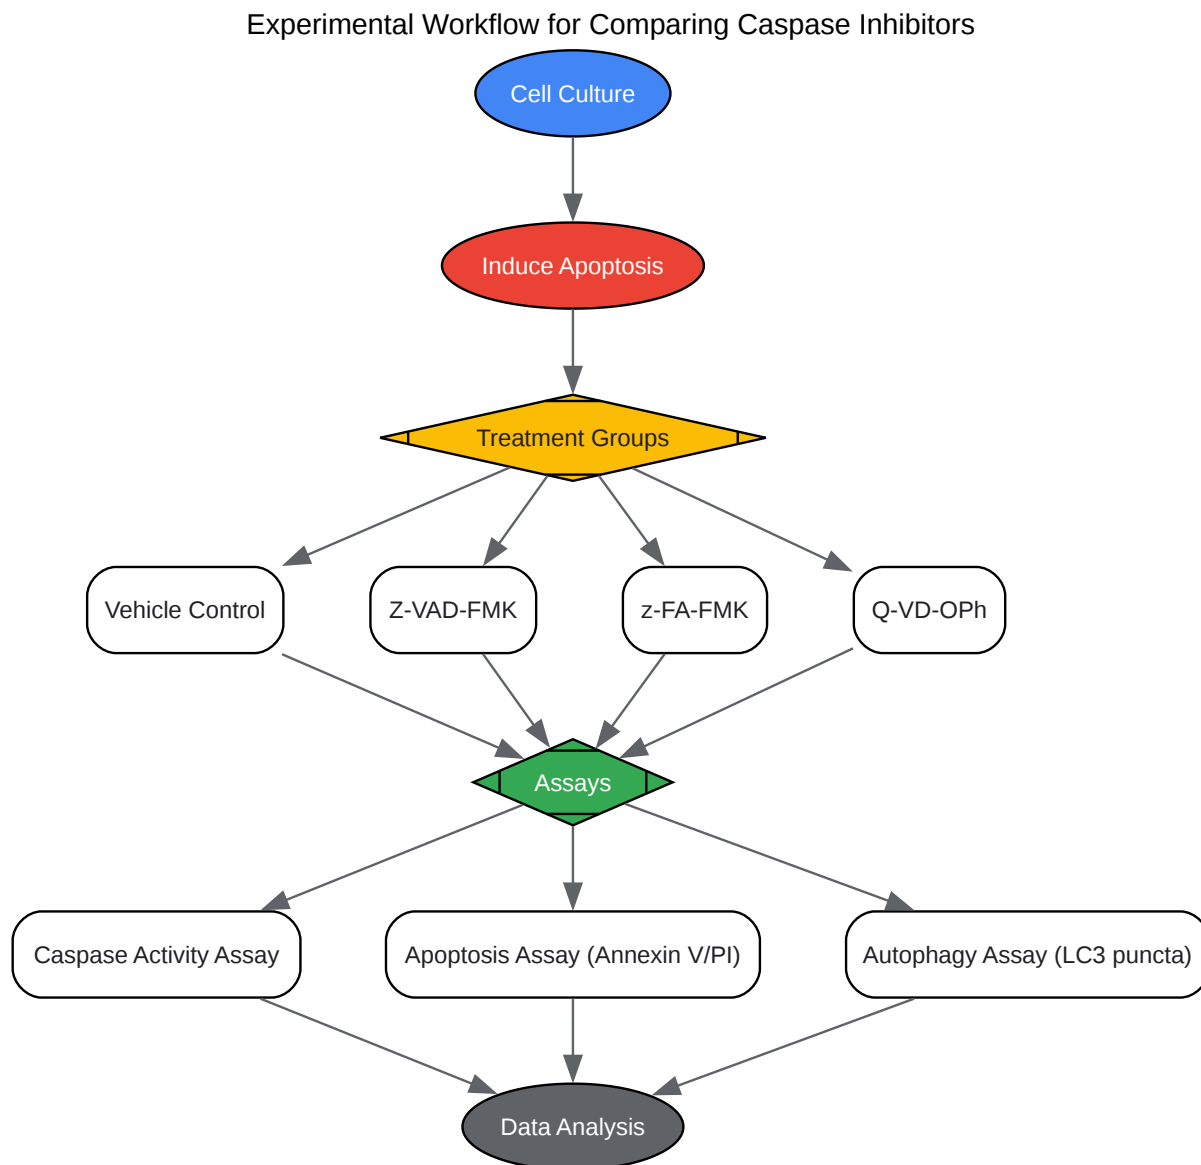 Experimental Workflow for Comparing Caspase Inhibitors
Cell Culture
Induce Apoptosis
Treatment Groups
Vehicle Control
Z-VAD-FMK
z-FA-FMK
Q-VD-OPh
Assays
Caspase Activity Assay
Apoptosis Assay (Annexin V/PI)
Autophagy Assay (LC3 puncta)
Data Analysis